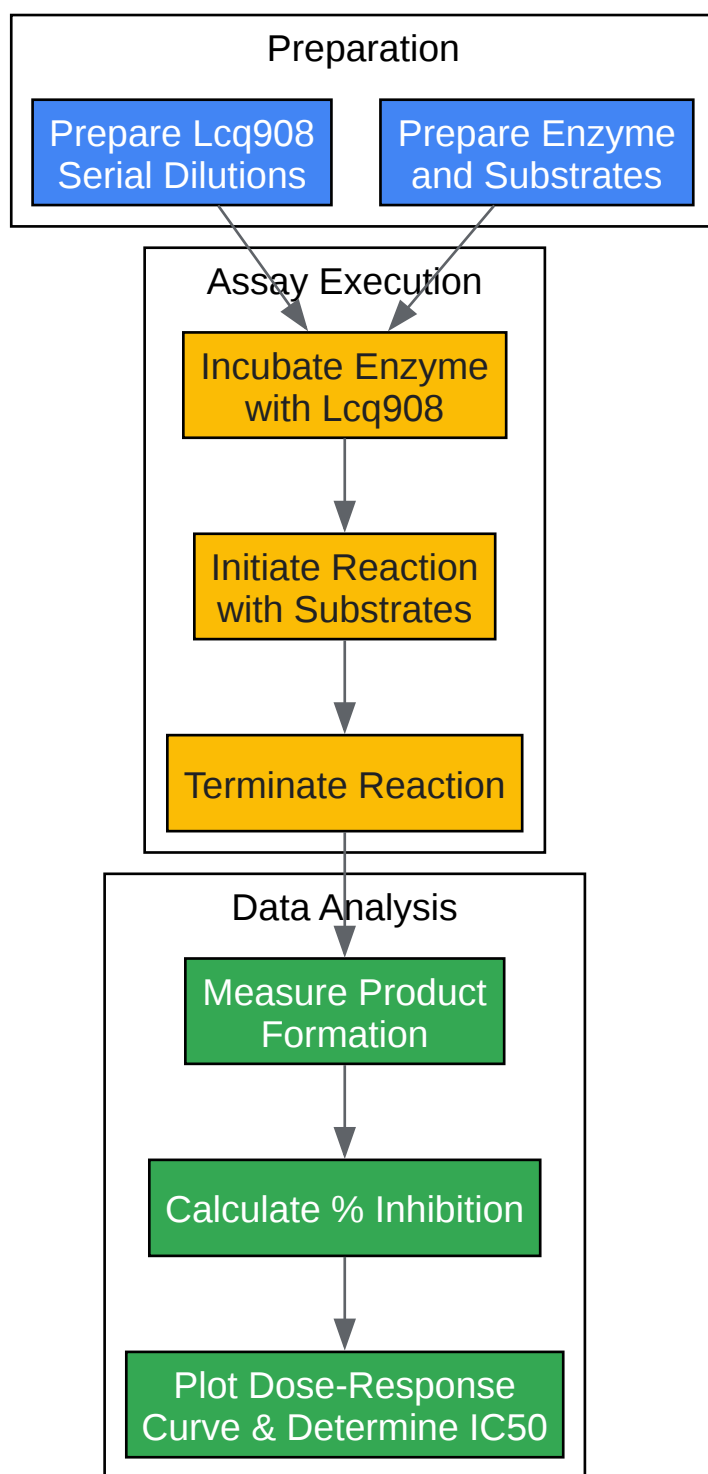 Preparation
Prepare Lcq908
Serial Dilutions
Prepare Enzyme
and Substrates
Assay Execution
Incubate Enzyme
with Lcq908
Initiate Reaction
with Substrates
Terminate Reaction
Data Analysis
Measure Product
Formation
Calculate % Inhibition
Plot Dose-Response
Curve & Determine IC50